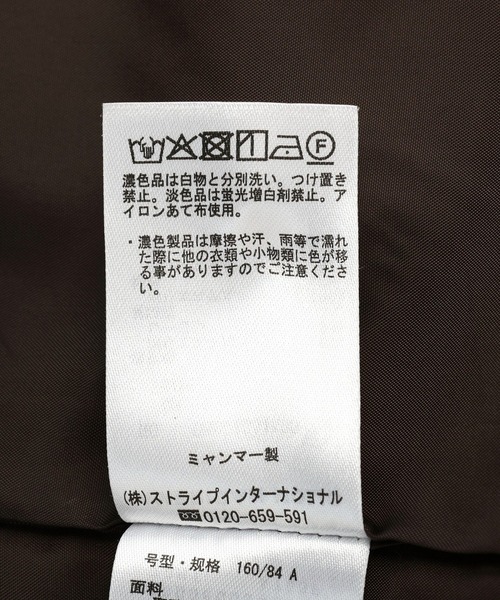 F
濃色品は白物と分別洗い。つけ置き
禁止。淡色品は蛍光増白剤禁止。ア
イロンあて布使用。
・濃色製品は摩擦や汗、雨等で濡れ
た際に他の衣類や小物類に色が移
る事がありますのでご注意くださ
い。
ミャンマー製
(株)ストライプインターナショナル
0120-659-591
号型・规格 160/84 A
面料